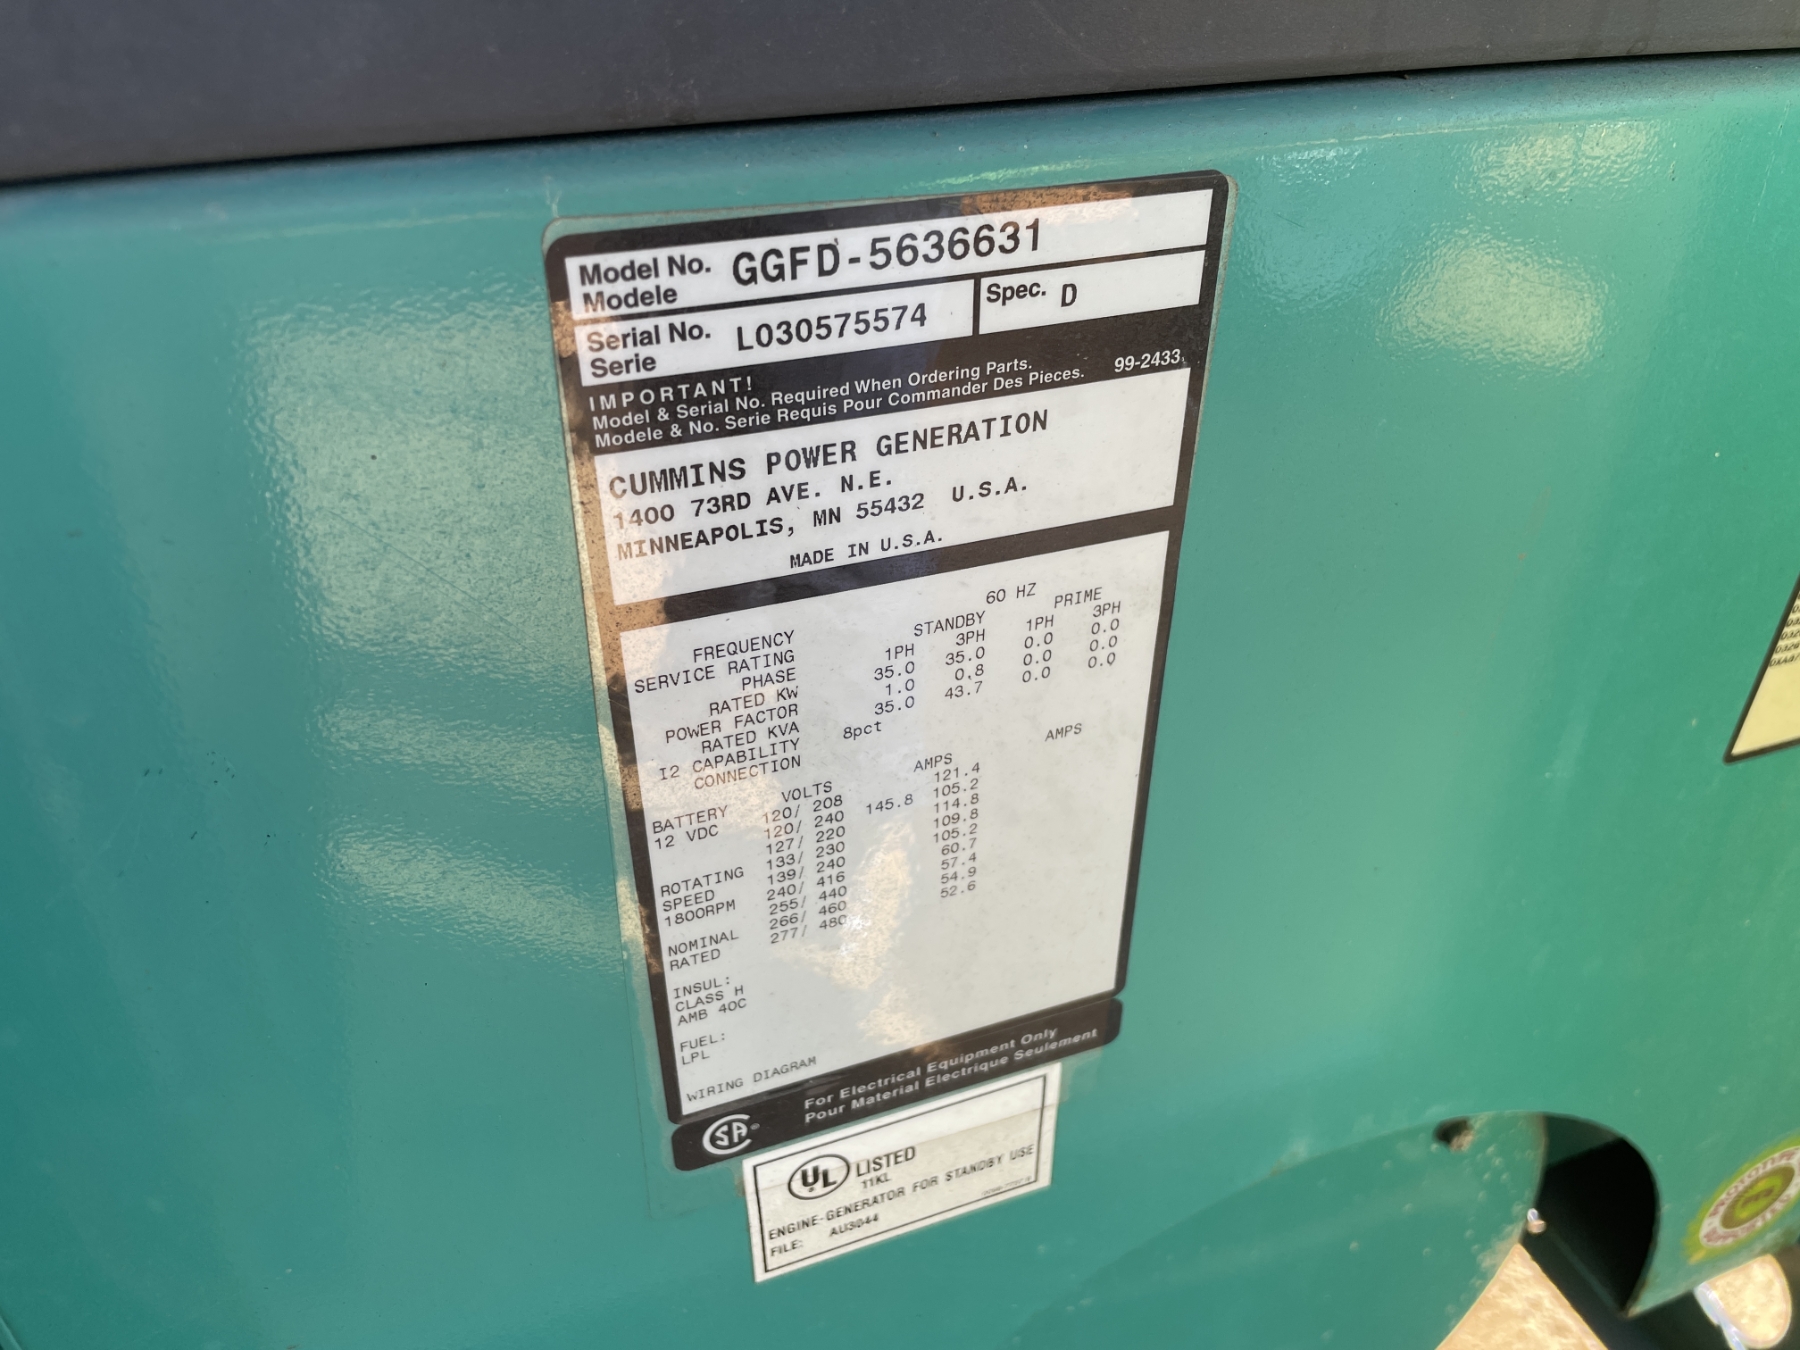 Model No. GGFD-5636631
Modele
Serial No. L030575574 Spec. D
Serie
IMPORTANT! 99-2433
Model & Serial No. Required When Ordering Parts.
Modele & No. Serie Requis Pour Commander Des Pieces.
CUMMINS POWER GENERATION
1400 73RD AVE. N.E.
MINNEAPOLIS, MN 55432 U.S.A.
MADE IN U.S.A.
FREQUENCY 60 HZ
SERVICE RATING STANDBY PRIME
PHASE 1PH 3PH 1PH 3PH
RATED KW 35.0 35.0 0.0 0.0
POWER FACTOR 1.0 0.8 0.0 0.0
RATED KVA 35.0 43.7 0.0 0.0
I2 CAPABILITY 8pct
CONNECTION
VOLTS AMPS AMPS
BATTERY 120/ 208 121.4
12 VDC 120/ 240 145.8 105.2
127/ 220 114.8
133/ 230 109.8
ROTATING 139/ 240 105.2
SPEED 240/ 416 60.7
1800RPM 255/ 440 57.4
266/ 460 54.9
NOMINAL 277/ 480 52.6
RATED
INSUL:
CLASS H
AMB 40C
FUEL:
LPL
WIRING DIAGRAM
SA® For Electrical Equipment Only
Pour Material Electrique Seulement
UL LISTED
11KL
ENGINE-GENERATOR FOR STANDBY USE
FILE: AU3044